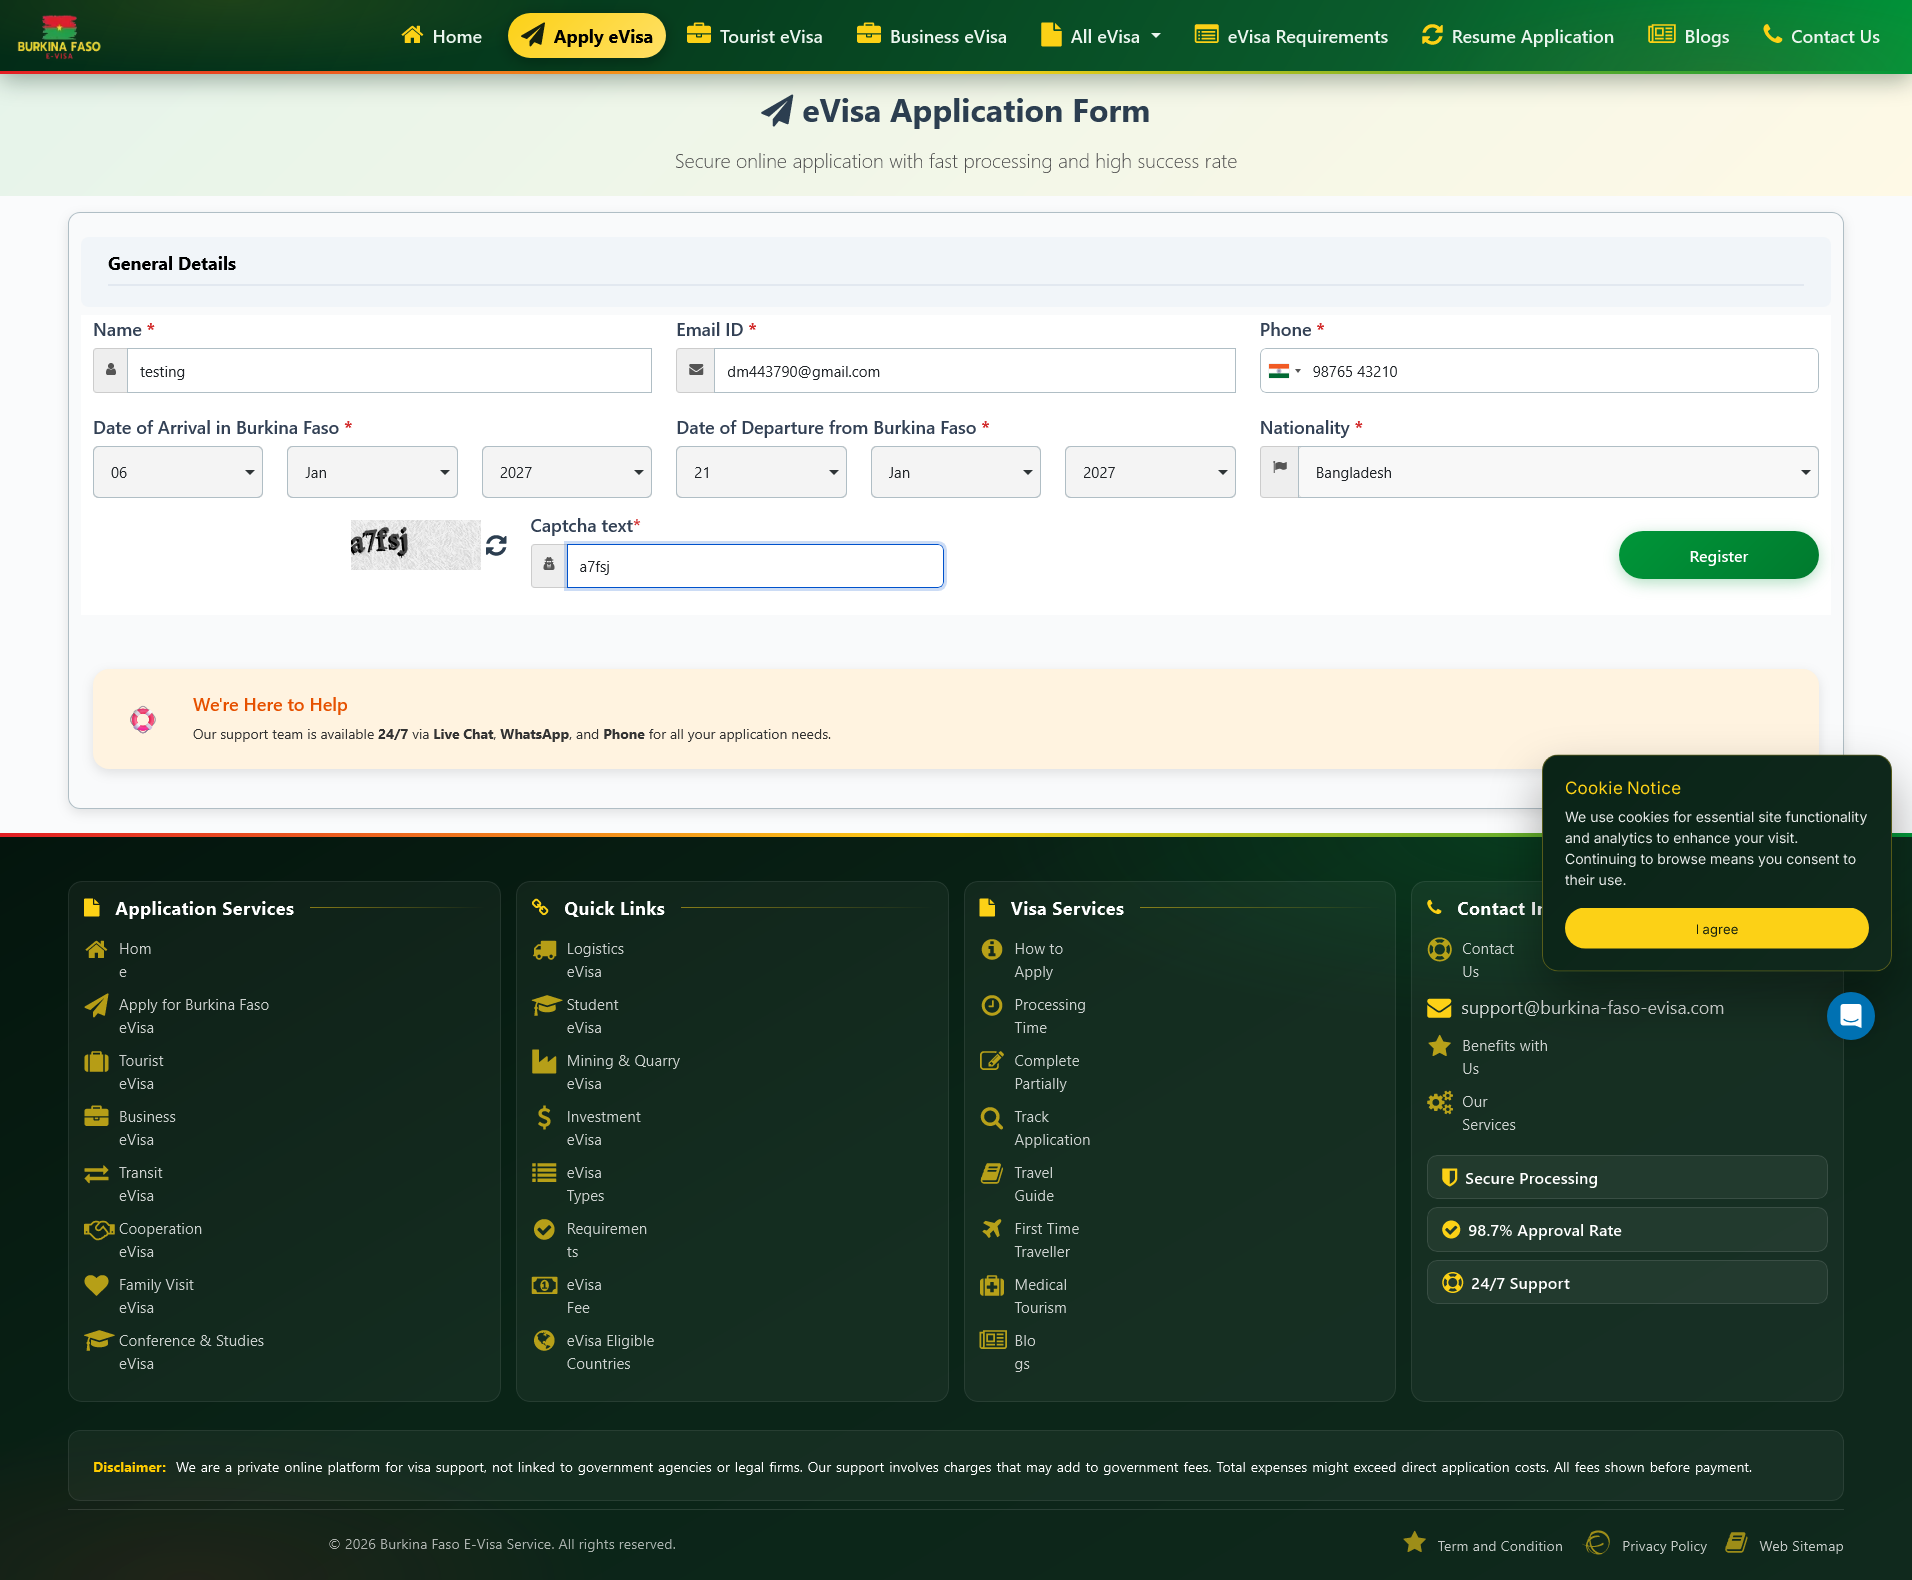 BURKINA FASO
E-VISA
Home
Apply eVisa
Tourist eVisa
Business eVisa
All eVisa
eVisa Requirements
Resume Application
Blogs
Contact Us
eVisa Application Form
Secure online application with fast processing and high success rate
General Details
Name *
Email ID *
Phone *
testing
dm443790@gmail.com
98765 43210
Date of Arrival in Burkina Faso *
Date of Departure from Burkina Faso *
Nationality *
06
Jan
2027
21
Jan
2027
Bangladesh
a7fsj
Captcha text*
a7fsj
Register
We're Here to Help
Our support team is available 24/7 via Live Chat, WhatsApp, and Phone for all your application needs.
Cookie Notice
We use cookies for essential site functionality
and analytics to enhance your visit.
Continuing to browse means you consent to
their use.
I agree
Application Services
Hom
e
Apply for Burkina Faso
eVisa
Tourist
eVisa
Business
eVisa
Transit
eVisa
Cooperation
eVisa
Family Visit
eVisa
Conference & Studies
eVisa
Quick Links
Logistics
eVisa
Student
eVisa
Mining & Quarry
eVisa
Investment
eVisa
eVisa
Types
Requiremen
ts
eVisa
Fee
eVisa Eligible
Countries
Visa Services
How to
Apply
Processing
Time
Complete
Partially
Track
Application
Travel
Guide
First Time
Traveller
Medical
Tourism
Blo
gs
Contact
Contact
Us
support@burkina-faso-evisa.com
Benefits with
Us
Our
Services
Secure Processing
98.7% Approval Rate
24/7 Support
Disclaimer: We are a private online platform for visa support, not linked to government agencies or legal firms. Our support involves charges that may add to government fees. Total expenses might exceed direct application costs. All fees shown before payment.
© 2026 Burkina Faso E-Visa Service. All rights reserved.
Term and Condition
Privacy Policy
Web Sitemap